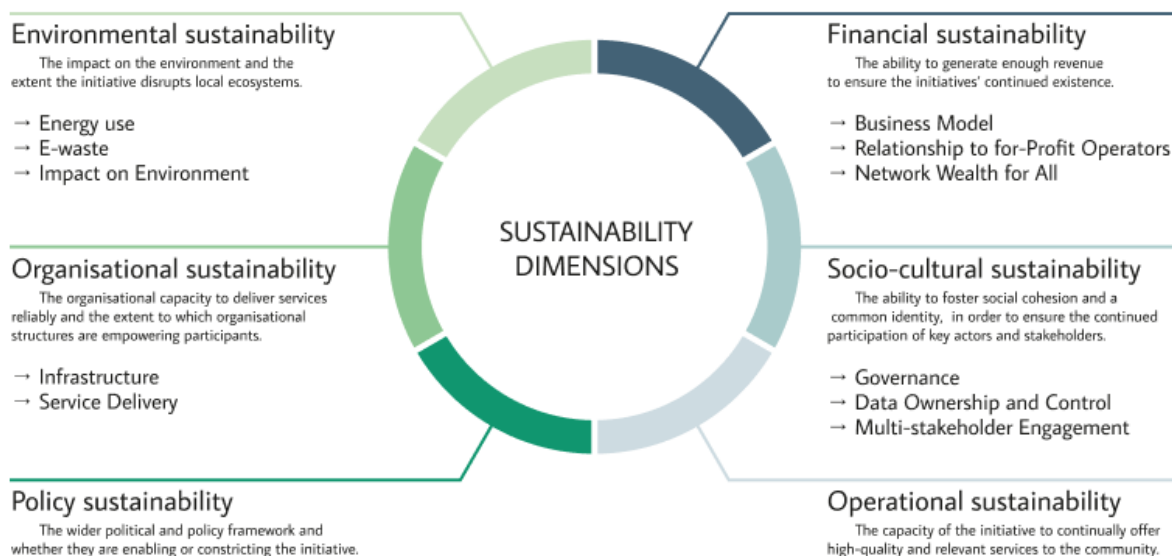 Environmental sustainability
The impact on the environment and the
extent the initiative disrupts local ecosystems.
→ Energy use
→ E-waste
→ Impact on Environment
Organisational sustainability
The organisational capacity to deliver services
reliably and the extent to which organisational
structures are empowering participants.
→ Infrastructure
→ Service Delivery
Policy sustainability
The wider political and policy framework and
whether they are enabling or constricting the initiative.
SUSTAINABILITY
DIMENSIONS
Financial sustainability
The ability to generate enough revenue
to ensure the initiatives' continued existence.
→ Business Model
→ Relationship to for-Profit Operators
→ Network Wealth for All
Socio-cultural sustainability
The ability to foster social cohesion and a
common identity, in order to ensure the continued
participation of key actors and stakeholders.
→ Governance
→ Data Ownership and Control
→ Multi-stakeholder Engagement
Operational sustainability
The capacity of the initiative to continually offer
high-quality and relevant services to the community.